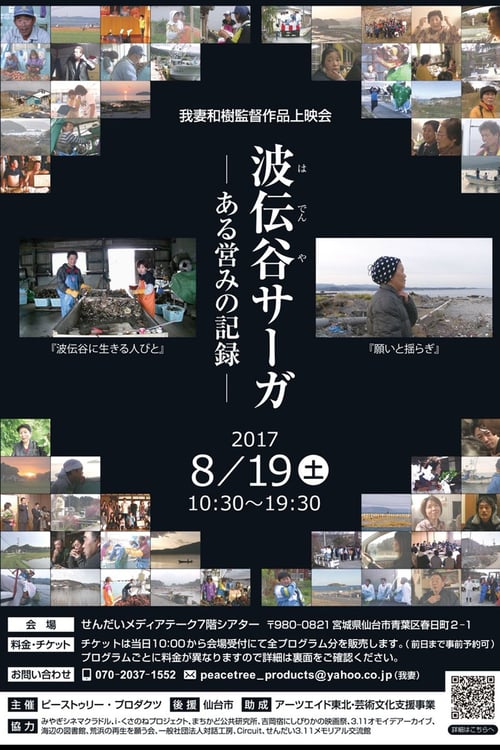 我妻和樹監督作品上映会
波伝谷サーガ
はでんや
―ある営みの記録―
『波伝谷に生きる人びと』
『願いと揺らぎ』
2017
8／19土
10:30〜19:30
会場 せんだいメディアテーク7階シアター 〒980-0821 宮城県仙台市青葉区春日町2-1
料金・チケット チケットは当日10:00から会場受付にて全プログラム分を販売します。（前日まで事前予約可）
プログラムごとに料金が異なりますので詳細は裏面をご確認ください。
お問い合わせ 070-2037-1552 peacetree_products@yahoo.co.jp（我妻）
主催 ピーストゥリー・プロダクツ 後援 仙台市 助成 アーツエイド東北・芸術文化支援事業
協力 みやぎシネマクラドル、i-くさのねプロジェクト、まちかど公共研究所、吉岡宿にしぴりかの映画祭、3.11オモイデアーカイブ、
海辺の図書館、荒浜の再生を願う会、一般社団法人対話工房、Circuit、せんだい3.11メモリアル交流館
詳細はこちらへ